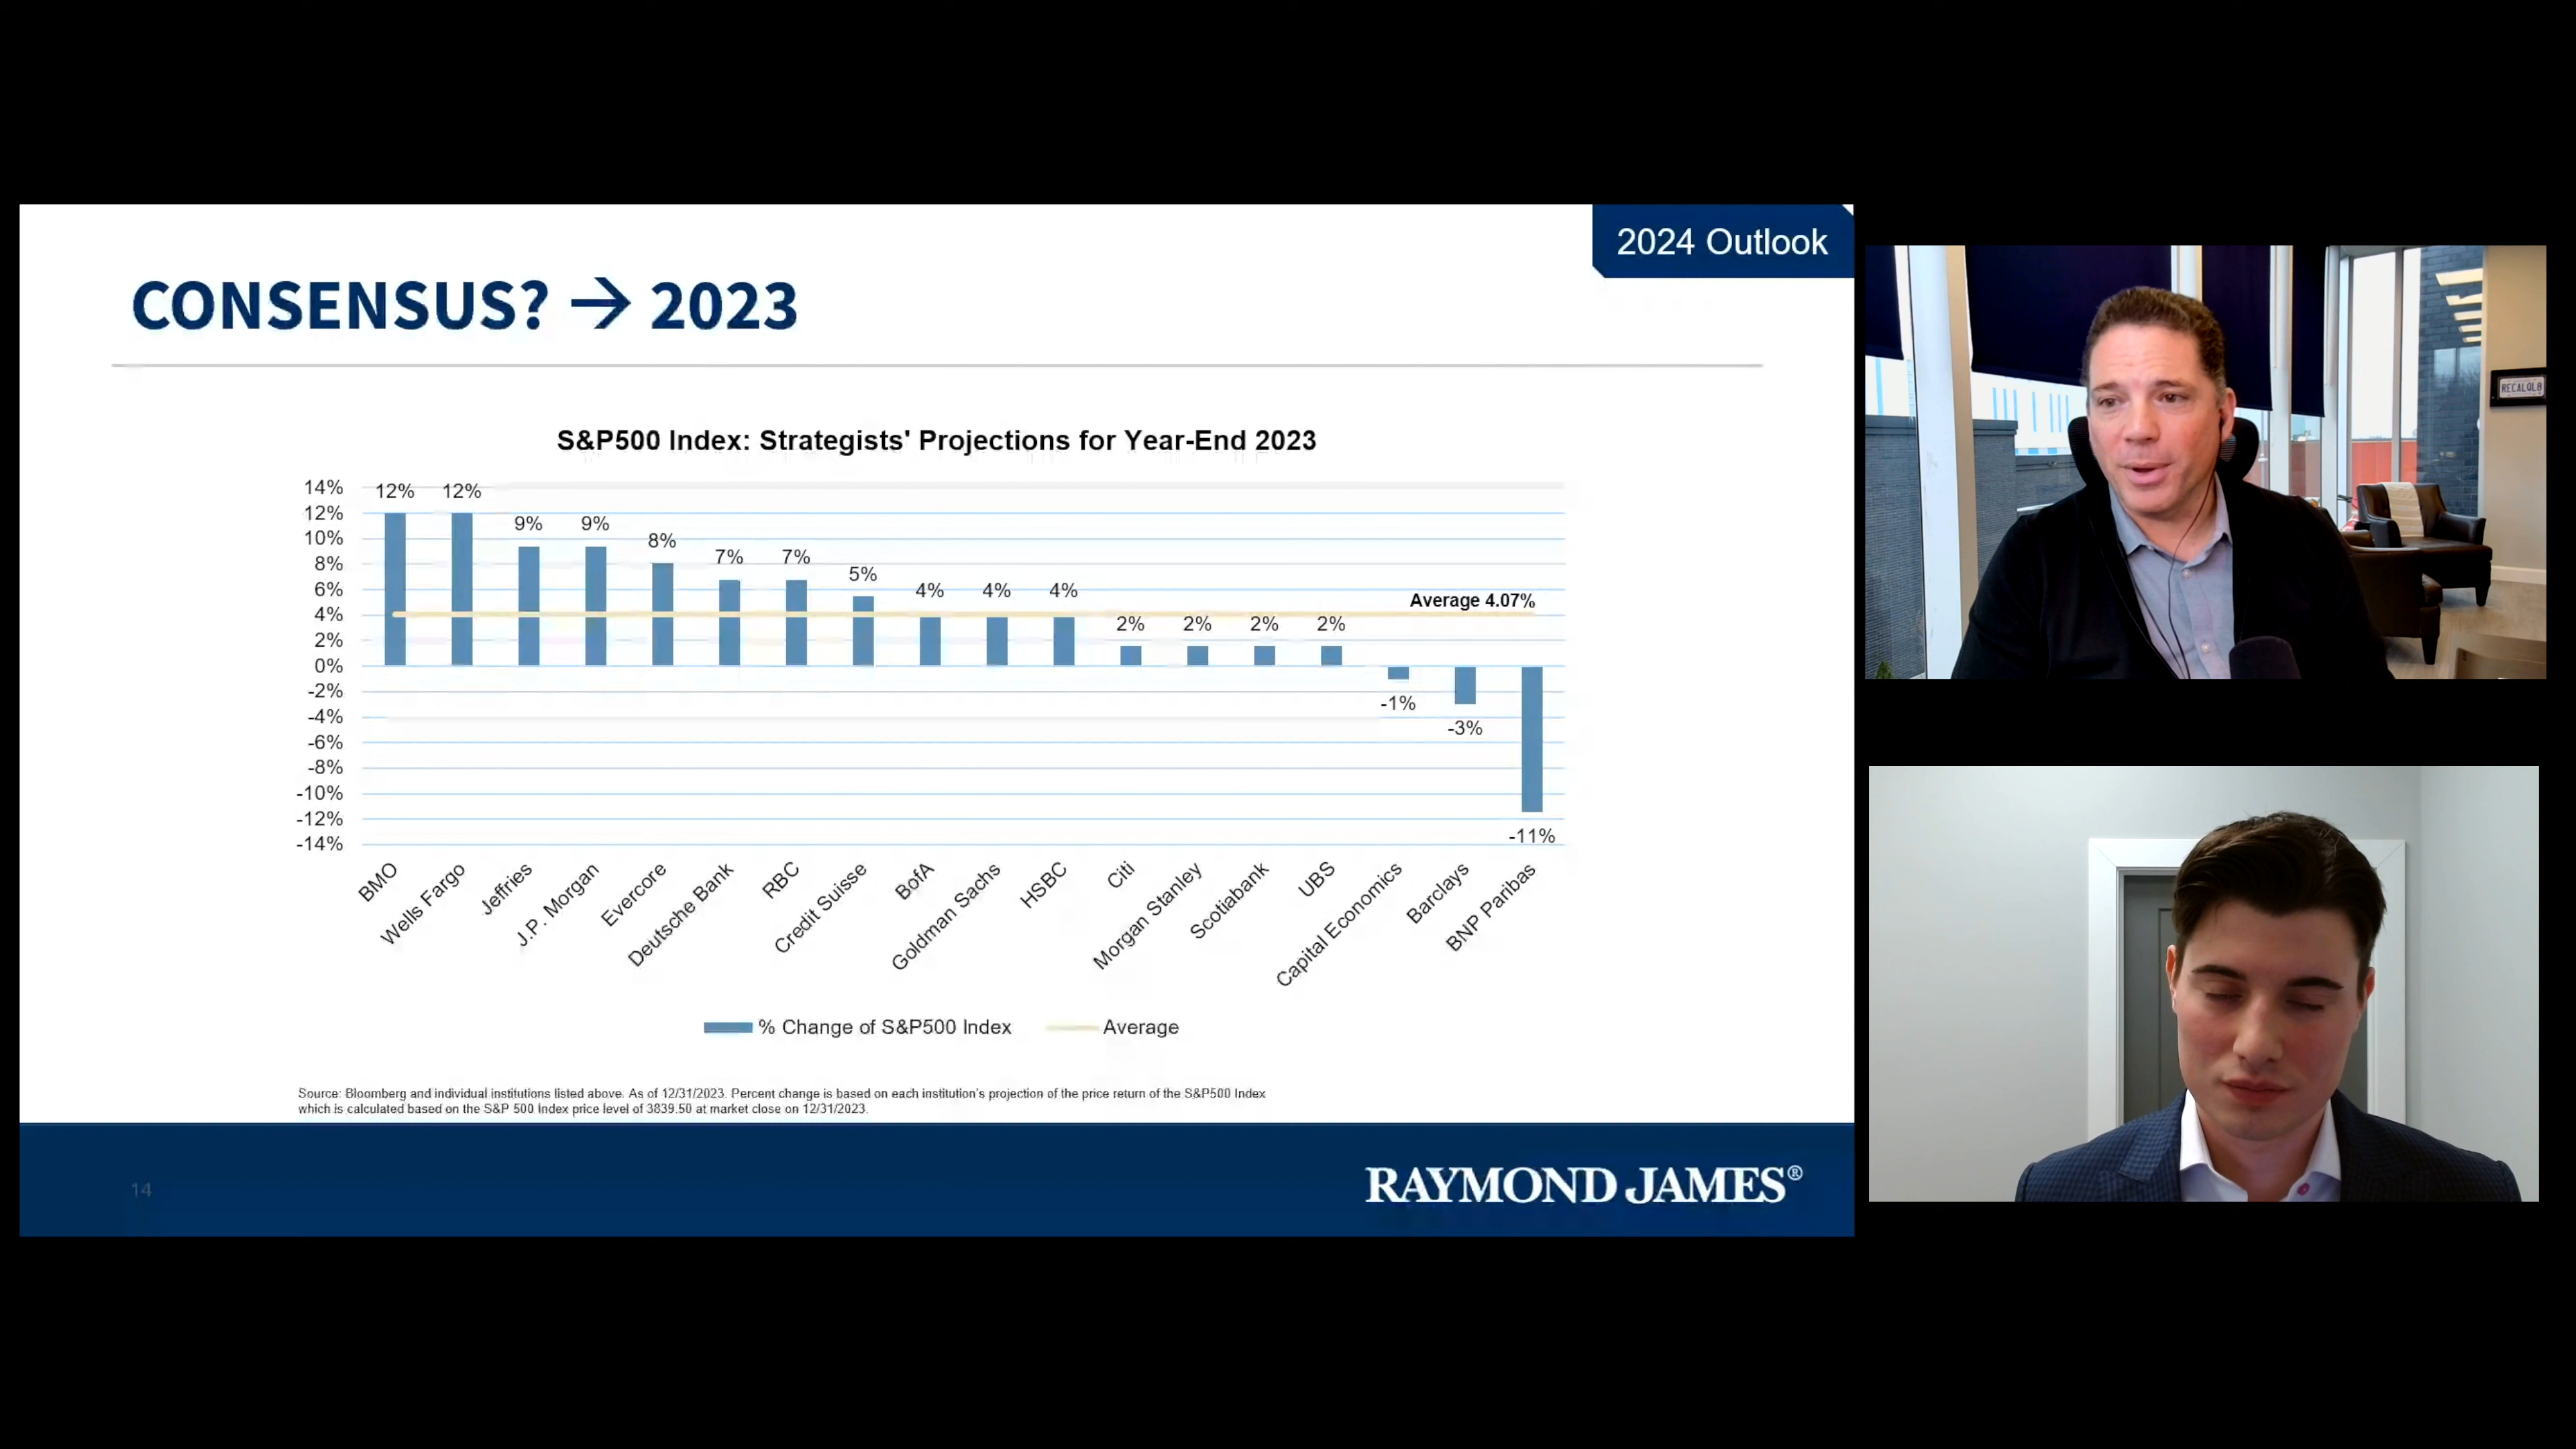 2024 Outlook
CONSENSUS? → 2023
S&P500 Index: Strategists' Projections for Year-End 2023
14%
12%
10%
8%
6%
4%
2%
0%
-2%
-4%
-6%
-8%
-10%
-12%
-14%
12%
12%
9%
9%
8%
7%
7%
5%
4%
4%
4%
2%
2%
2%
2%
-1%
-3%
-11%
Average 4.07%
BMO
Wells Fargo
Jeffries
J.P. Morgan
Evercore
Deutsche Bank
RBC
Credit Suisse
BofA
Goldman Sachs
HSBC
Citi
Morgan Stanley
Scotiabank
UBS
Capital Economics
Barclays
BNP Paribas
% Change of S&P500 Index
Average
Source: Bloomberg and individual institutions listed above. As of 12/31/2023. Percent change is based on each institution's projection of the price return of the S&P500 Index
which is calculated based on the S&P 500 Index price level of 3839.50 at market close on 12/31/2023.
14
RAYMOND JAMES®